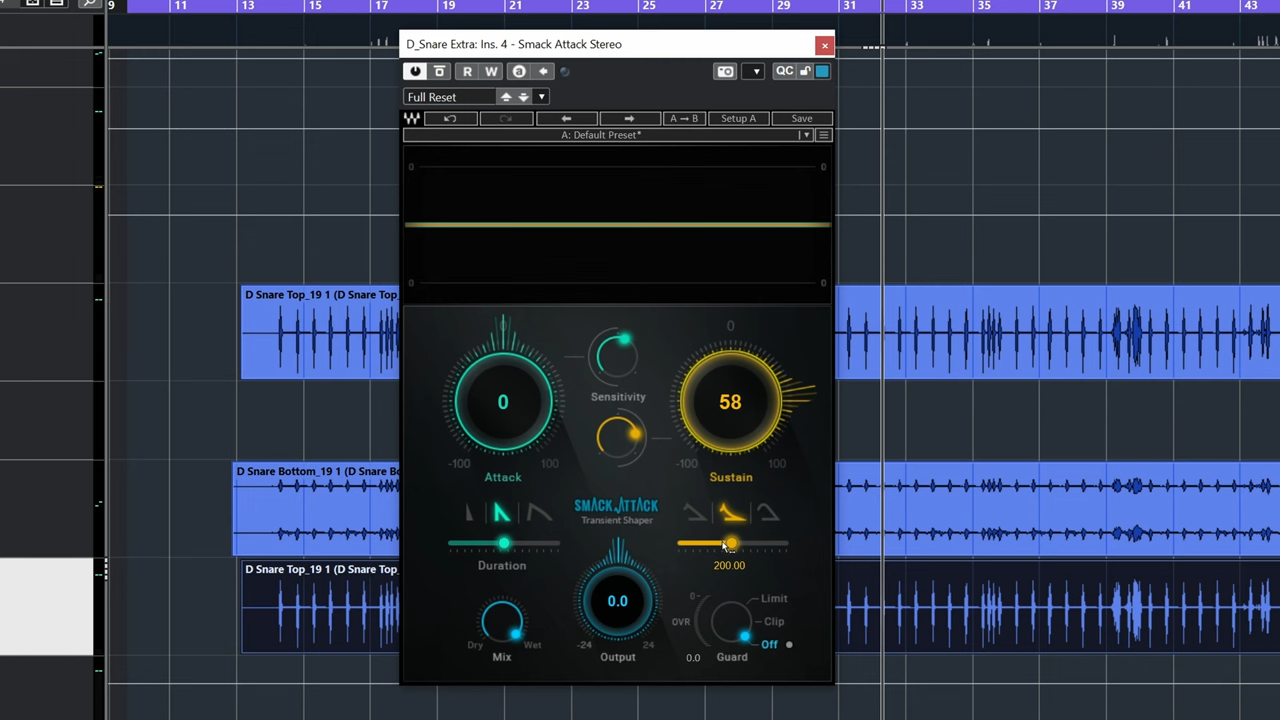 9 11 13 15 17 19 21 23 25 27 29 31 33 35 37 39 41 43
D_Snare Extra: Ins. 4 - Smack Attack Stereo
R W a QC
Full Reset
A → B Setup A Save
A: Default Preset*
0 0
0 0
D Snare Top_19 1 (D Snare Top_
0 0
0 58
Sensitivity
-100 100 -100 100
Attack Sustain
D Snare Bottom_19 1 (D Snare Bo
SMACK ATTACK
Transient Shaper
Duration 200.00
D Snare Top_19 1 (D Snare Top_
0 Limit
0.0 OVR Clip
Dry Wet -24 24 Off
Mix Output 0.0 Guard